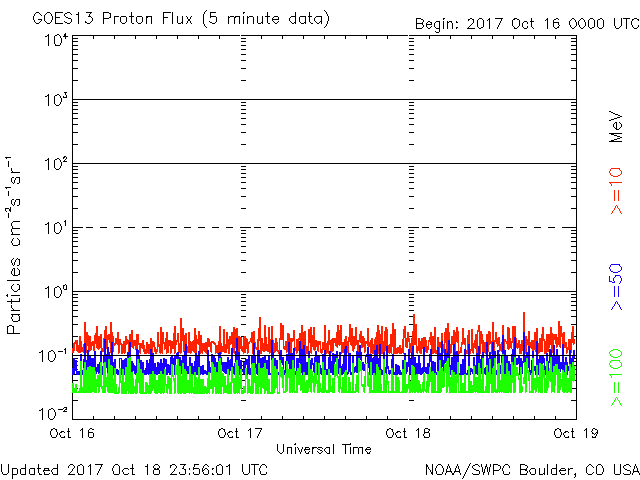 GOES13 Proton Flux (5 minute data)
Begin: 2017 Oct 16 0000 UTC
Particles cm⁻²s⁻¹sr⁻¹
10⁴
10³
10²
10¹
10⁰
10⁻¹
10⁻²
Oct 16
Oct 17
Oct 18
Oct 19
Universal Time
MeV
>=10
>=50
>=100
Updated 2017 Oct 18 23:56:01 UTC
NOAA/SWPC Boulder, CO USA